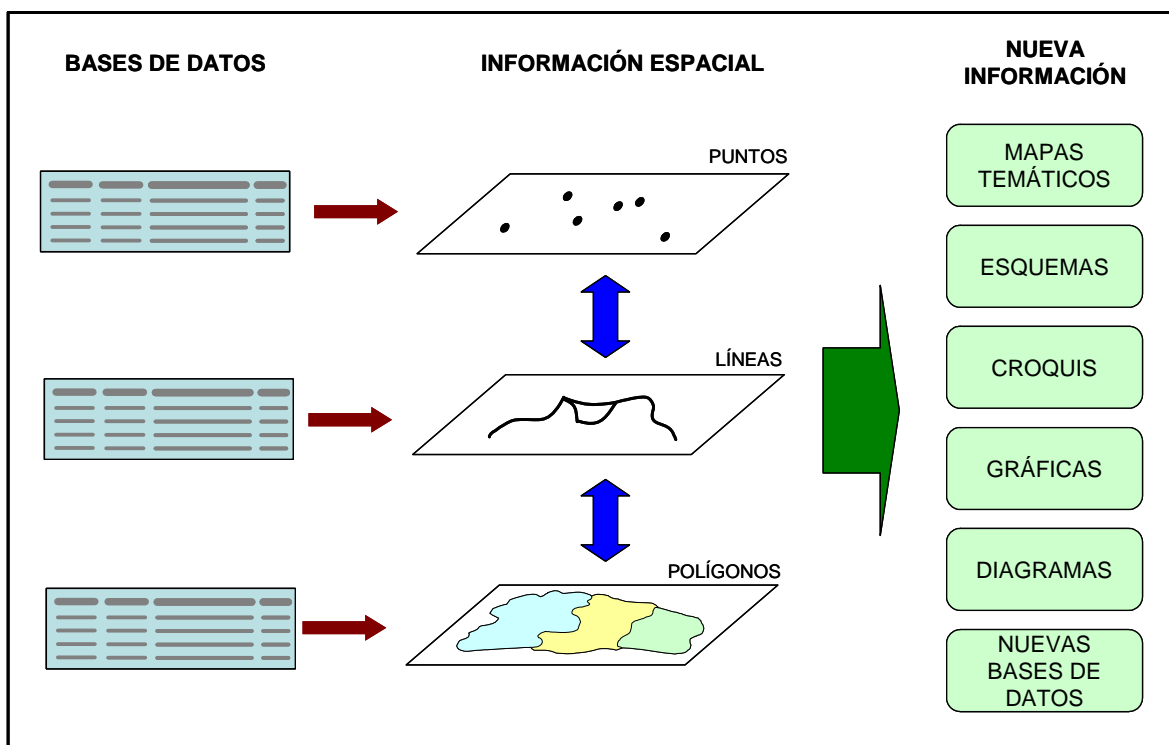 BASES DE DATOS
INFORMACIÓN ESPACIAL
NUEVA
INFORMACIÓN
PUNTOS
LÍNEAS
POLÍGONOS
MAPAS
TEMÁTICOS
ESQUEMAS
CROQUIS
GRÁFICAS
DIAGRAMAS
NUEVAS
BASES DE
DATOS